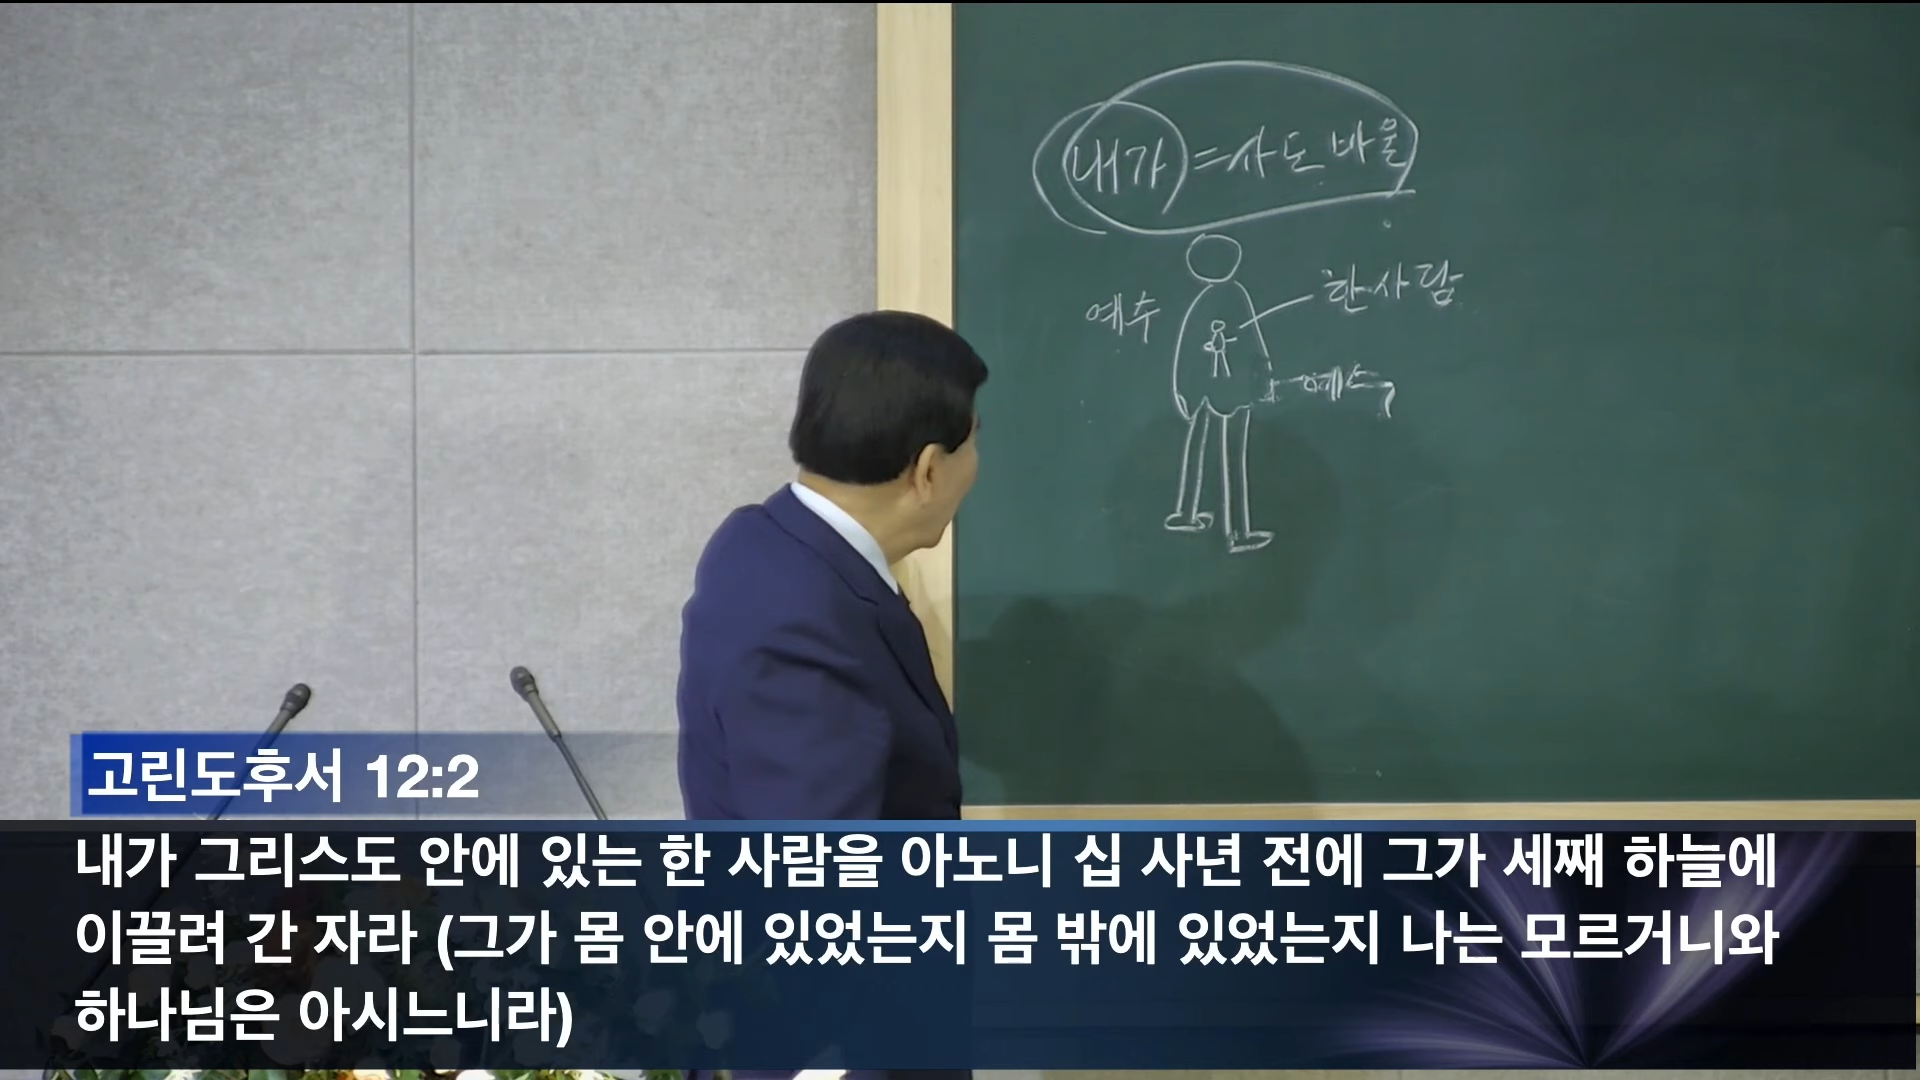 내가=사도바울
예수
한사람
예수
고린도후서 12:2
내가 그리스도 안에 있는 한 사람을 아노니 십 사년 전에 그가 세째 하늘에
이끌려 간 자라 (그가 몸 안에 있었는지 몸 밖에 있었는지 나는 모르거니와
하나님은 아시느니라)